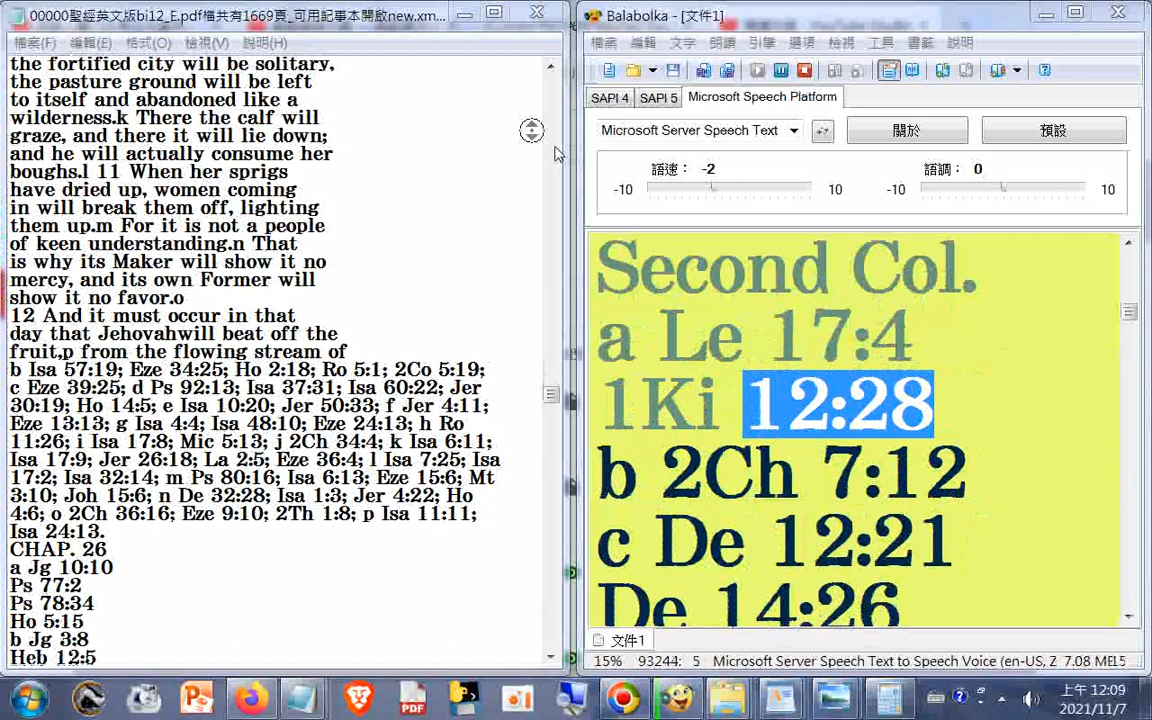 00000聖經英文版bi12_E.pdf檔共有1669頁_可用記事本開啟new.xm...
檔案(F) 編輯(E) 格式(O) 檢視(V) 說明(H)
the fortified city will be solitary,
the pasture ground will be left
to itself and abandoned like a
wilderness.k There the calf will
graze, and there it will lie down;
and he will actually consume her
boughs.l 11 When her sprigs
have dried up, women coming
in will break them off, lighting
them up.m For it is not a people
of keen understanding.n That
is why its Maker will show it no
mercy, and its own Former will
show it no favor.o
12 And it must occur in that
day that Jehovahwill beat off the
fruit,p from the flowing stream of
b Isa 57:19; Eze 34:25; Ho 2:18; Ro 5:1; 2Co 5:19;
c Eze 39:25; d Ps 92:13; Isa 37:31; Isa 60:22; Jer
30:19; Ho 14:5; e Isa 10:20; Jer 50:33; f Jer 4:11;
Eze 13:13; g Isa 4:4; Isa 48:10; Eze 24:13; h Ro
11:26; i Isa 17:8; Mic 5:13; j 2Ch 34:4; k Isa 6:11;
Isa 17:9; Jer 26:18; La 2:5; Eze 36:4; l Isa 7:25; Isa
17:2; Isa 32:14; m Ps 80:16; Isa 6:13; Eze 15:6; Mt
3:10; Joh 15:6; n De 32:28; Isa 1:3; Jer 4:22; Ho
4:6; o 2Ch 36:16; Eze 9:10; 2Th 1:8; p Isa 11:11;
Isa 24:13.
CHAP. 26
a Jg 10:10
Ps 77:2
Ps 78:34
Ho 5:15
b Jg 3:8
Heb 12:5
Balabolka - [文件1]
檔案 編輯 文字 朗讀 引擎 選項 檢視 工具 書籤 說明
SAPI 4 SAPI 5 Microsoft Speech Platform
Microsoft Server Speech Text 關於 預設
語速: -2 語調: 0
-10 10 -10 10
Second Col.
a Le 17:4
1Ki 12:28
b 2Ch 7:12
c De 12:21
De 14:26
文件1
15% 93244: 5 Microsoft Server Speech Text to Speech Voice (en-US, Z 7.08 МЕ15
PDF
上午 12:09
2021/11/7